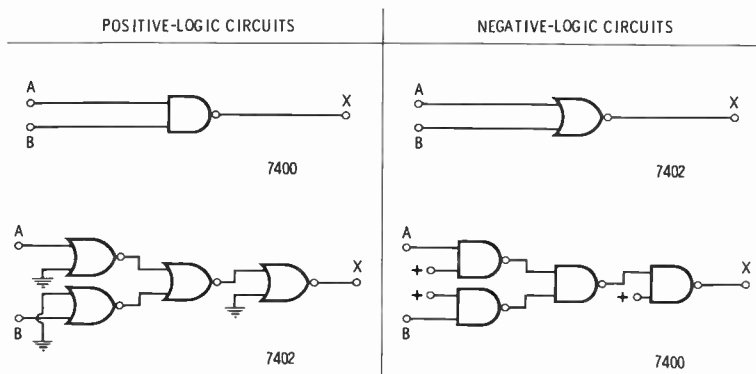 POSITIVE-LOGIC CIRCUITS
A
X
B
7400
A
X
B
7402
NEGATIVE-LOGIC CIRCUITS
A
X
B
7402
A
X
+
+
+
B
7400